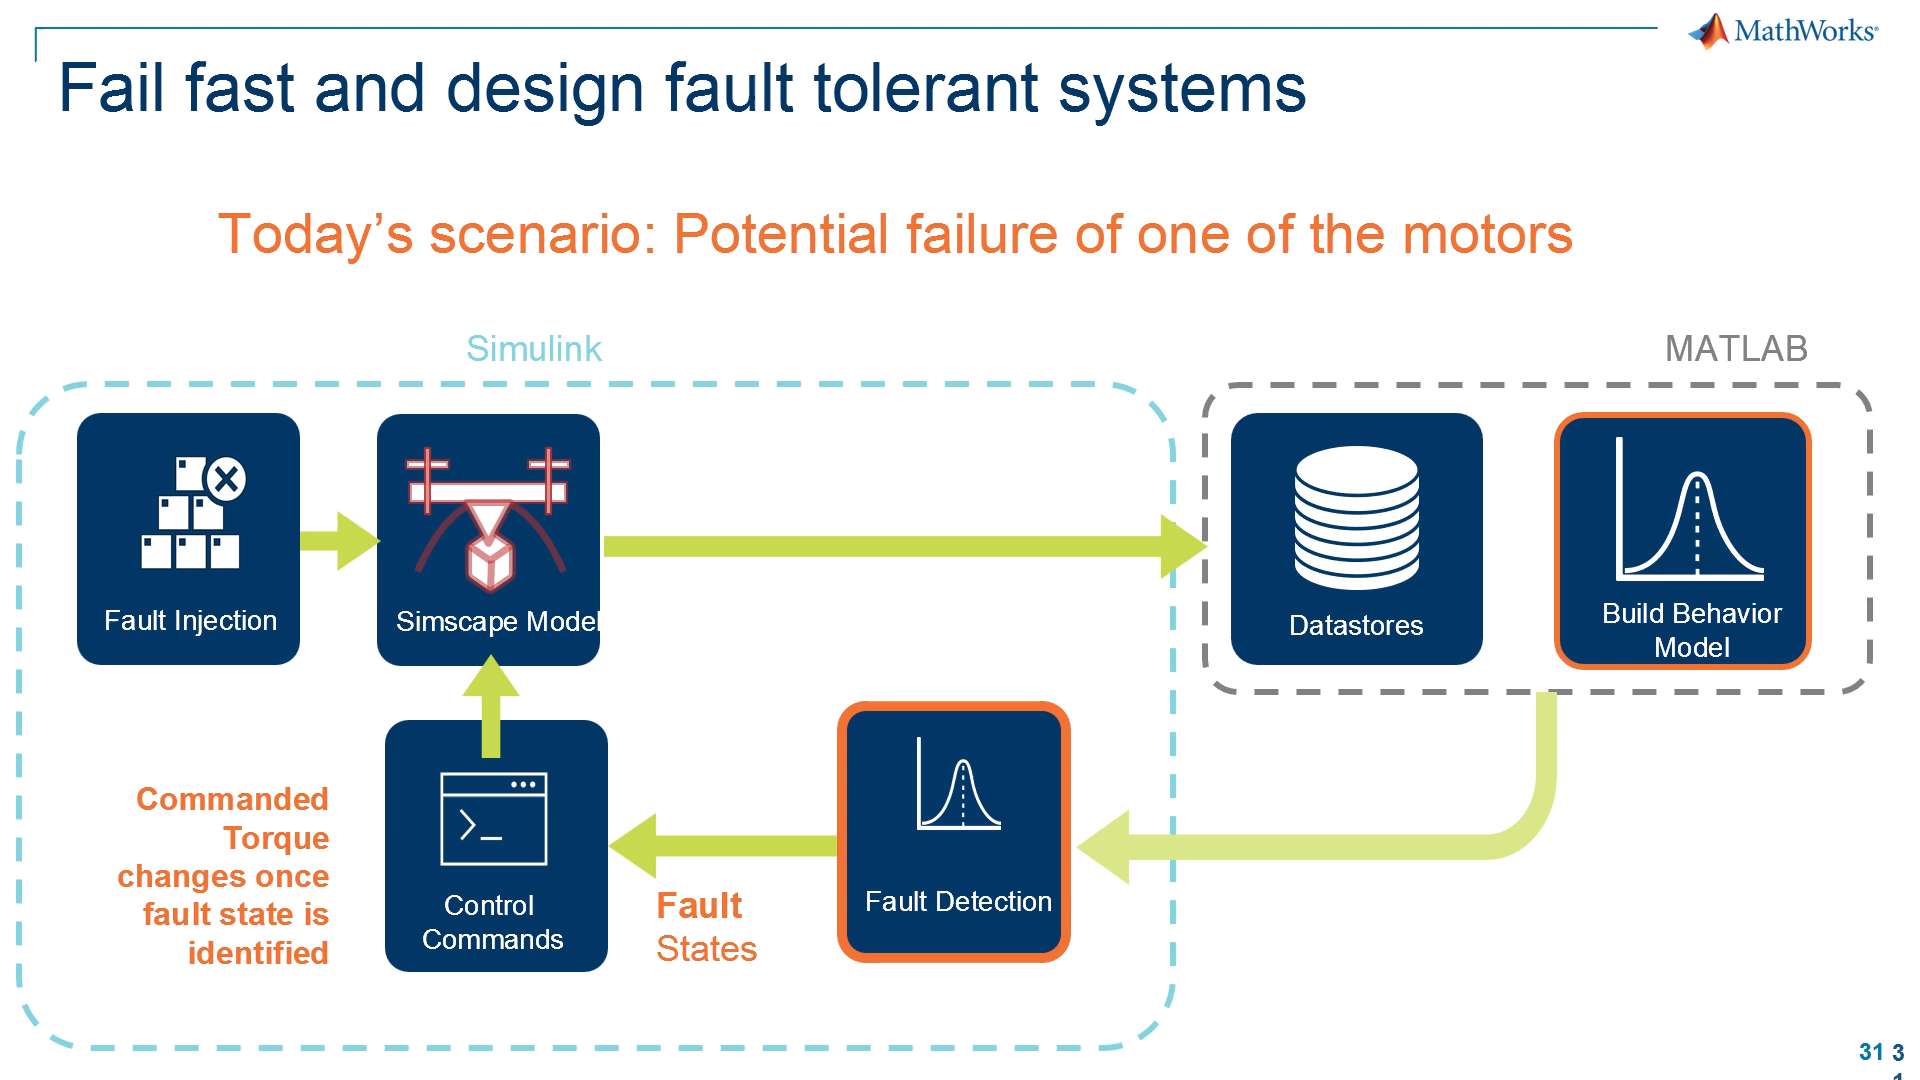 MathWorks®
Fail fast and design fault tolerant systems
Today’s scenario: Potential failure of one of the motors
Simulink
MATLAB
Fault Injection
Simscape Model
Datastores
Build Behavior
Model
Commanded
Torque
changes once
fault state is
identified
Control
Commands
Fault
States
Fault Detection
31
3
1